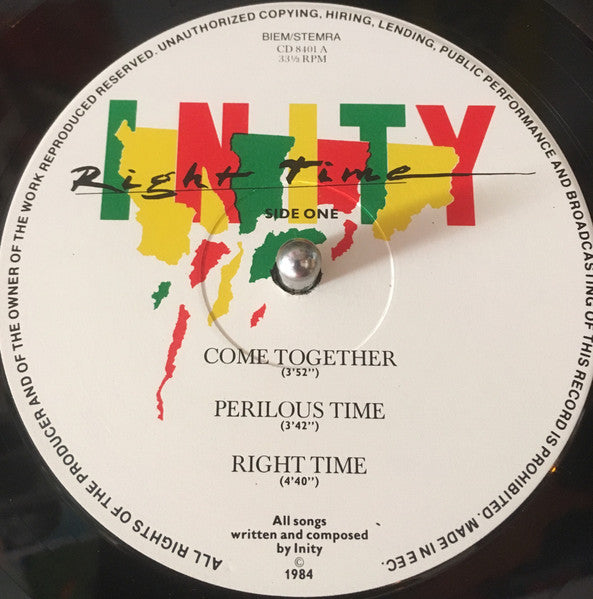 ALL RIGHTS OF THE PRODUCER AND OF THE OWNER OF THE WORK REPRODUCED RESERVED. UNAUTHORIZED COPYING, HIRING, LENDING, PUBLIC PERFORMANCE AND BROADCASTING OF THIS RECORD IS PROHIBITED. MADE IN EEC.
BIEM/STEMRA
CD 8401 A
33⅓ RPM
INITY
Right Time
SIDE ONE
COME TOGETHER
(3'52'')
PERILOUS TIME
(3'42'')
RIGHT TIME
(4'40'')
All songs
written and composed
by Inity
©
1984